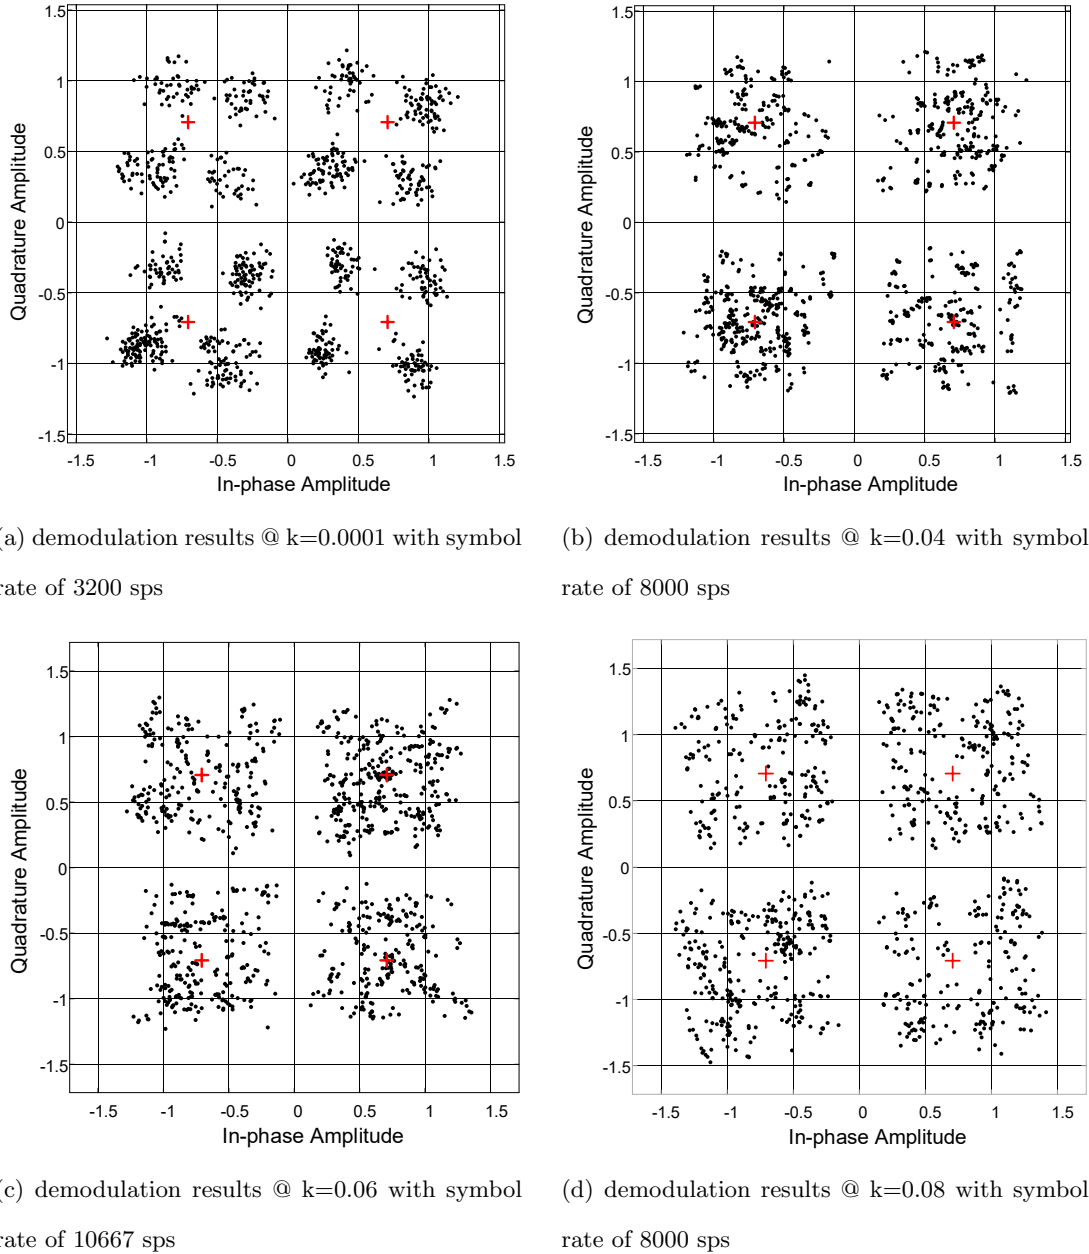 1.5
1
0.5
0
-0.5
-1
-1.5
Quadrature Amplitude
-1.5 -1 -0.5 0 0.5 1 1.5
In-phase Amplitude
1.5
1
0.5
0
-0.5
-1
-1.5
Quadrature Amplitude
-1.5 -1 -0.5 0 0.5 1 1.5
In-phase Amplitude
(a) demodulation results @ k=0.0001 with symbol
rate of 3200 sps
(b) demodulation results @ k=0.04 with symbol
rate of 8000 sps
1.5
1
0.5
0
-0.5
-1
-1.5
Quadrature Amplitude
-1.5 -1 -0.5 0 0.5 1 1.5
In-phase Amplitude
1.5
1
0.5
0
-0.5
-1
-1.5
Quadrature Amplitude
-1.5 -1 -0.5 0 0.5 1 1.5
In-phase Amplitude
(c) demodulation results @ k=0.06 with symbol
rate of 10667 sps
(d) demodulation results @ k=0.08 with symbol
rate of 8000 sps